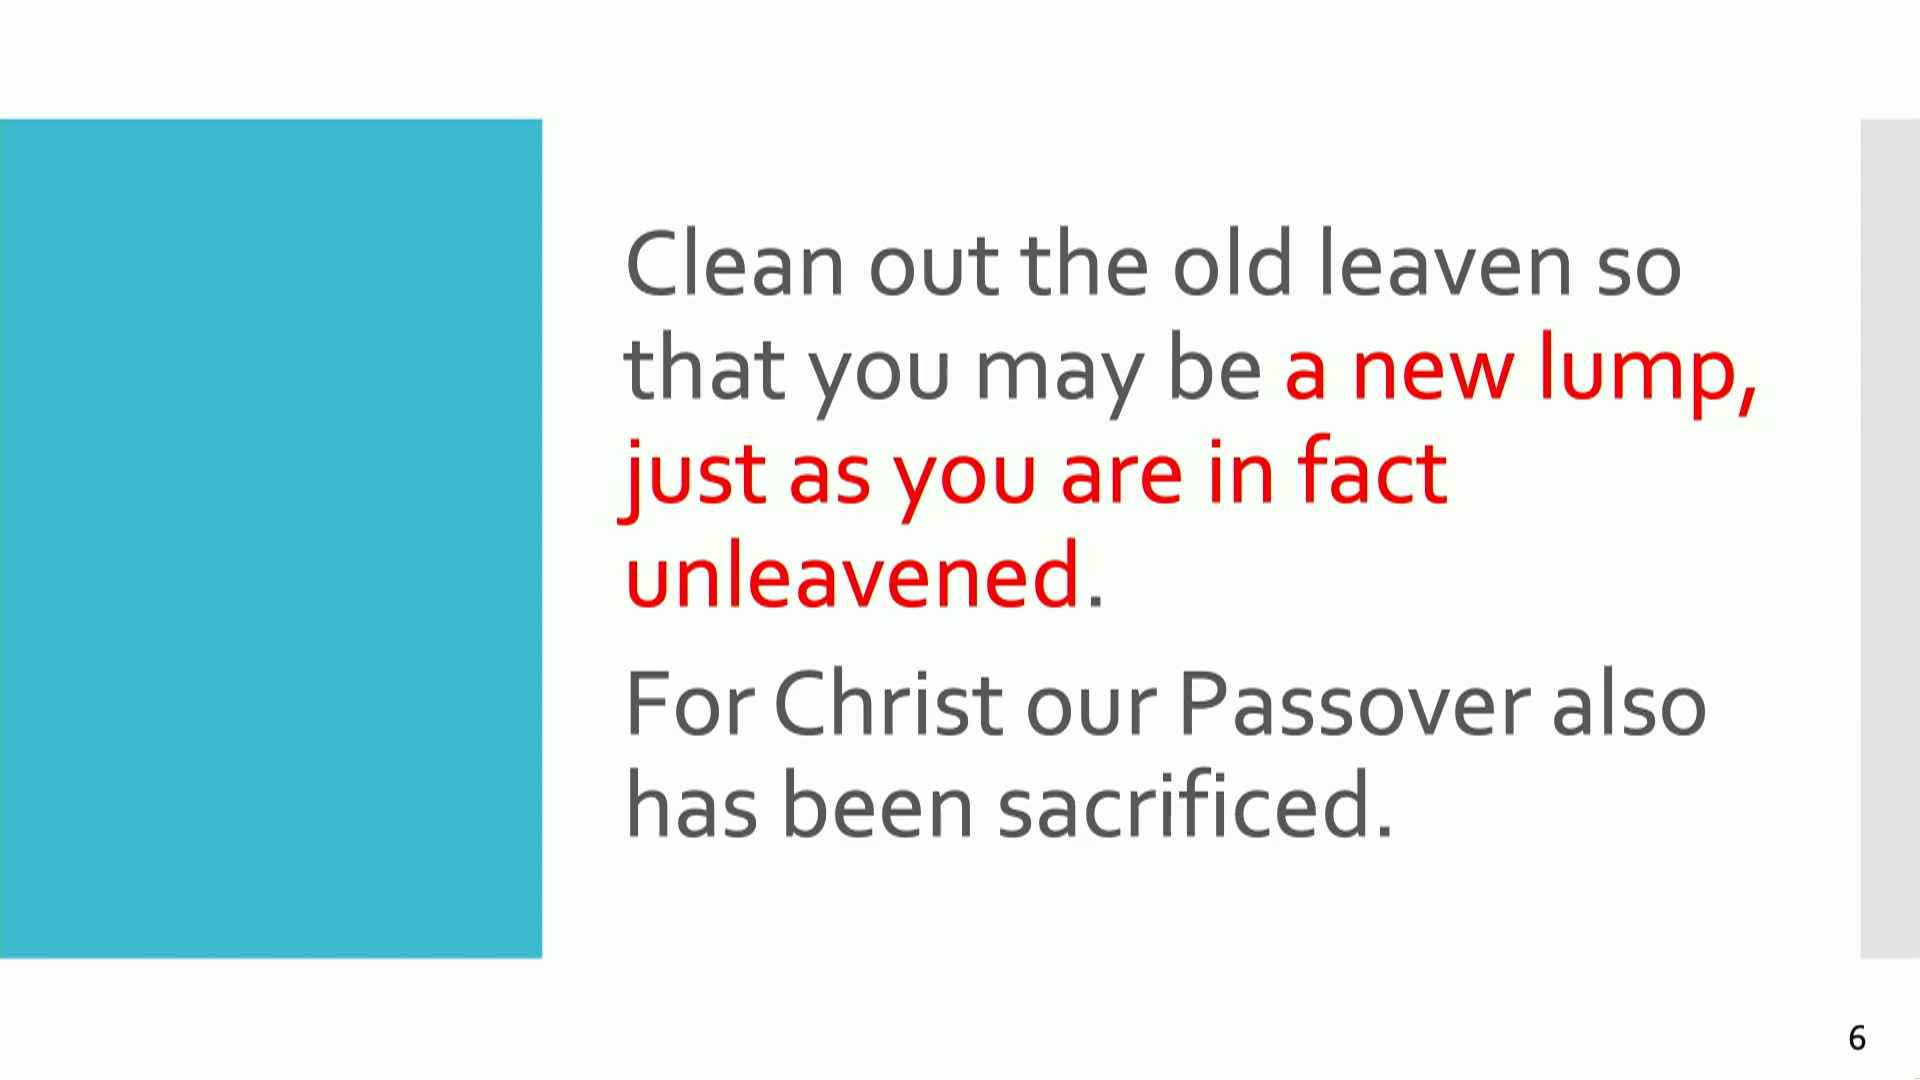 Clean out the old leaven so
that you may be a new lump,
just as you are in fact
unleavened.
For Christ our Passover also
has been sacrificed.
6